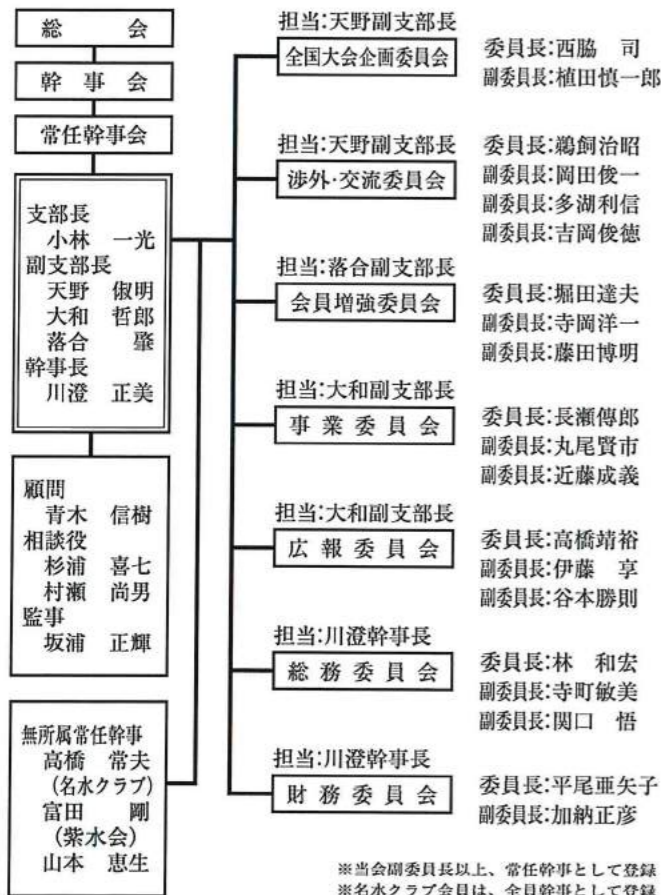 総会
幹事会
常任幹事会
支部長
小林 一光
副支部長
天野 俶明
大和 哲郎
落合 肇
幹事長
川澄 正美
顧問
青木 信樹
相談役
杉浦 喜七
村瀬 尚男
監事
坂浦 正輝
無所属常任幹事
高橋 常夫
(名水クラブ)
富田 剛
(紫水会)
山本 恵生
担当:天野副支部長
全国大会企画委員会
委員長:西脇 司
副委員長:植田慎一郎
担当:天野副支部長
渉外・交流委員会
委員長:鵜飼治昭
副委員長:岡田俊一
副委員長:多湖利信
副委員長:吉岡俊徳
担当:落合副支部長
会員増強委員会
委員長:堀田達夫
副委員長:寺岡洋一
副委員長:藤田博明
担当:大和副支部長
事業委員会
委員長:長瀬傳郎
副委員長:丸尾賢市
副委員長:近藤成義
担当:大和副支部長
広報委員会
委員長:高橋靖裕
副委員長:伊藤 享
副委員長:谷本勝則
担当:川澄幹事長
総務委員会
委員長:林 和宏
副委員長:寺町敏美
副委員長:関口 悟
担当:川澄幹事長
財務委員会
委員長:平尾亜矢子
副委員長:加納正彦
※当会副委員長以上、常任幹事として登録
※名水クラブ会員は、全員幹事として登録